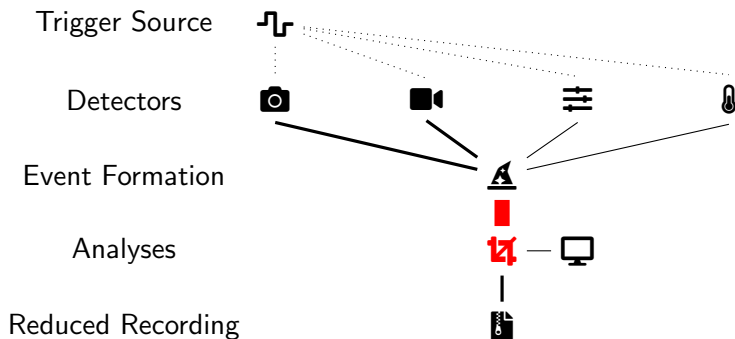 Trigger Source
Detectors
Event Formation
Analyses
Reduced Recording